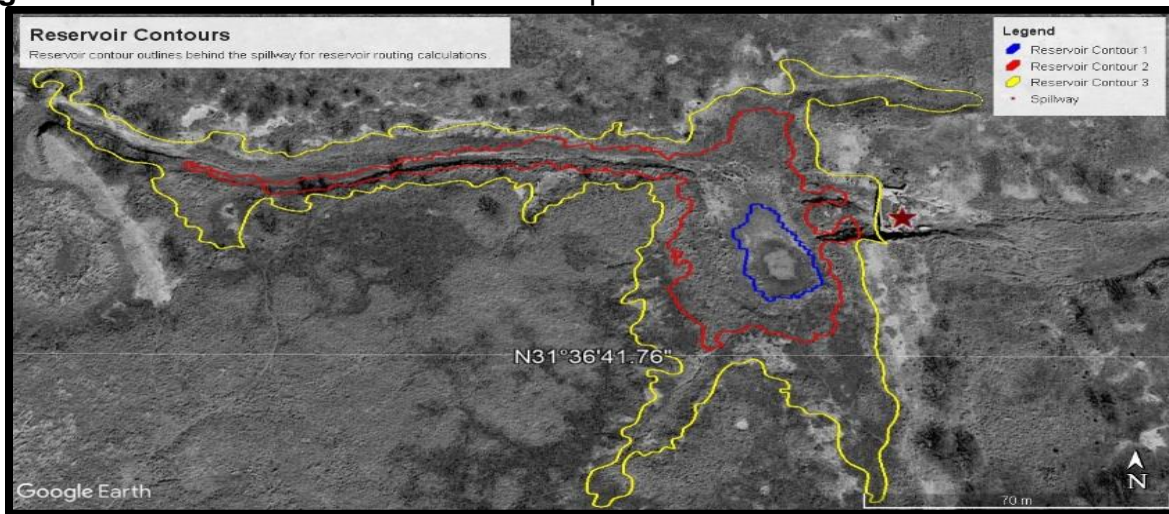 Reservoir Contours
Reservoir contour outlines behind the spillway for reservoir routing calculations.
Legend
Reservoir Contour 1
Reservoir Contour 2
Reservoir Contour 3
Spillway
N31°36'41.76"
Google Earth
N
70 m